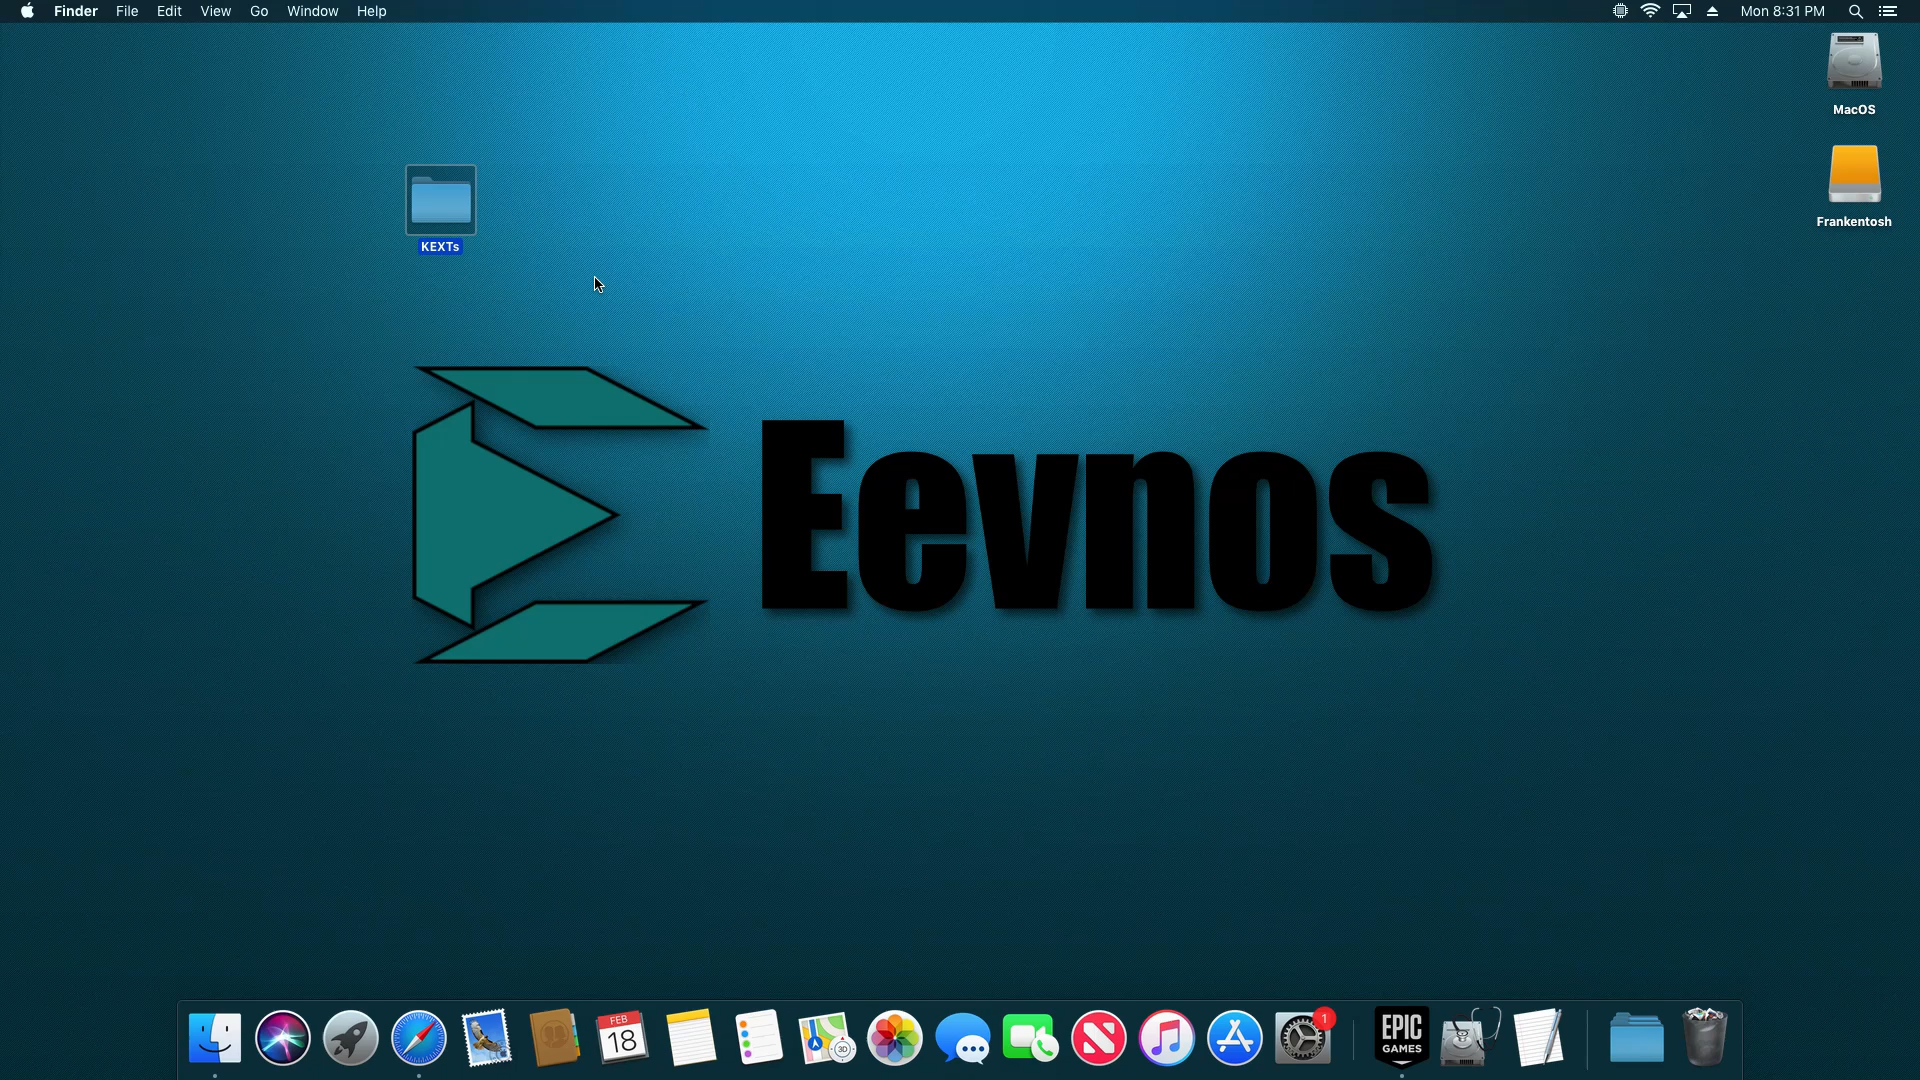 Finder File Edit View Go Window Help Mon 8:31 PM
MacOS
Frankentosh
KEXTs
Eevnos
FEB
18
3D
1
EPIC
GAMES